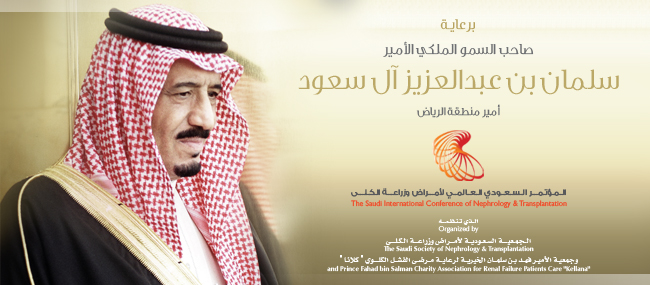 برعاية
صاحب السمو الملكي الأمير
سلمان بن عبدالعزيز آل سعود
أمير منطقة الرياض
المؤتمر السعودي العالمي لأمراض وزراعة الكلى
The Saudi International Conference of Nephrology & Transplantation
الذي تنظمه
Organized by
الجمعية السعودية لأمراض وزراعة الكلى
The Saudi Society of Nephrology & Transplantation
وجمعية الأمير فهد بن سلمان الخيرية لرعاية مرضى الفشل الكلوي " كلانا "
and Prince Fahad bin Salman Charity Association for Renal Failure Patients Care "Kellana"